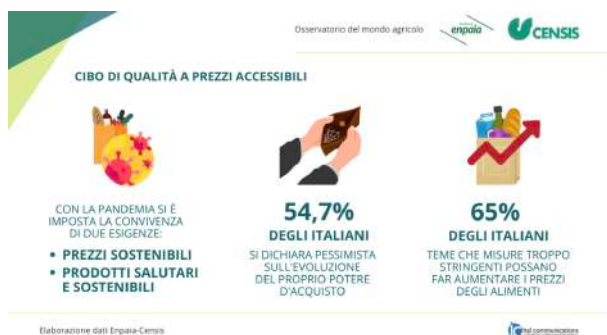 Osservatorio del mondo agricolo
enpaia
CENSIS
CIBO DI QUALITÀ A PREZZI ACCESSIBILI
CON LA PANDEMIA SI È
IMPOSTA LA CONVIVENZA
DI DUE ESIGENZE:
• PREZZI SOSTENIBILI
• PRODOTTI SALUTARI
E SOSTENIBILI
54,7%
DEGLI ITALIANI
SI DICHIARA PESSIMISTA
SULL'EVOLUZIONE
DEL PROPRIO POTERE
D'ACQUISTO
65%
DEGLI ITALIANI
TEME CHE MISURE TROPPO
STRINGENTI POSSANO
FAR AUMENTARE I PREZZI
DEGLI ALIMENTI
Elaborazione dati Enpaia-Censis